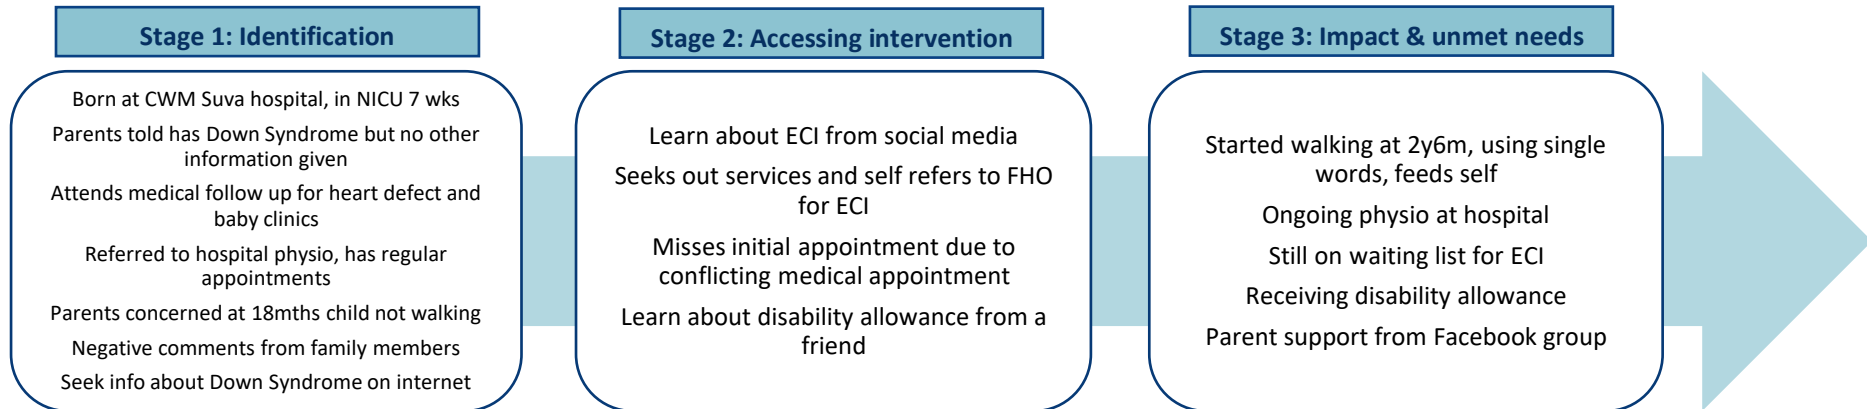 Stage 1: Identification
Born at CWM Suva hospital, in NICU 7 wks
Parents told has Down Syndrome but no other
information given
Attends medical follow up for heart defect and
baby clinics
Referred to hospital physio, has regular
appointments
Parents concerned at 18mths child not walking
Negative comments from family members
Seek info about Down Syndrome on internet
Stage 2: Accessing intervention
Learn about ECI from social media
Seeks out services and self refers to FHO
for ECI
Misses initial appointment due to
conflicting medical appointment
Learn about disability allowance from a
friend
Stage 3: Impact & unmet needs
Started walking at 2y6m, using single
words, feeds self
Ongoing physio at hospital
Still on waiting list for ECI
Receiving disability allowance
Parent support from Facebook group